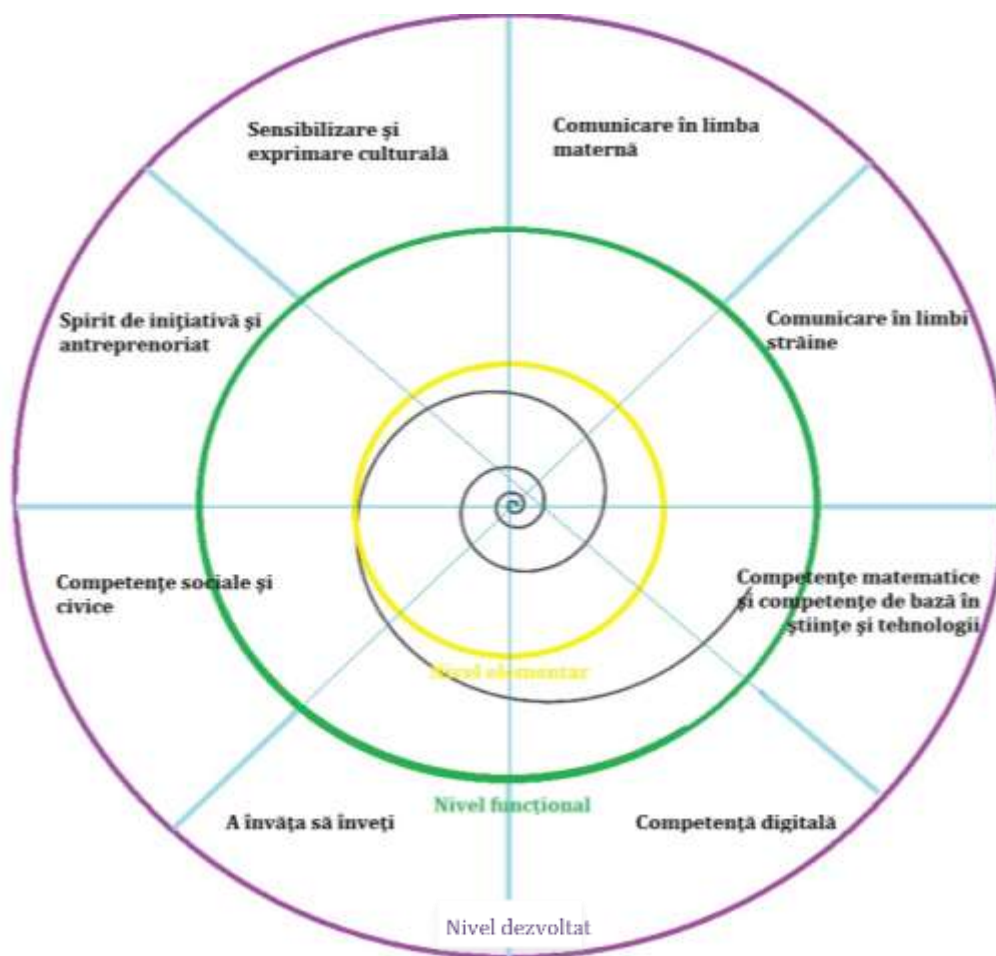 Sensibilizare şi
exprimare culturală
Comunicare în limba
maternă
Spirit de iniţiativă şi
antreprenoriat
Comunicare în limbi
străine
Competenţe sociale şi
civice
Competenţe matematice
şi competenţe de bază în
ştiinţe şi tehnologii
Nivel elementar
Nivel funcţional
A învăţa să înveţi
Competenţă digitală
Nivel dezvoltat